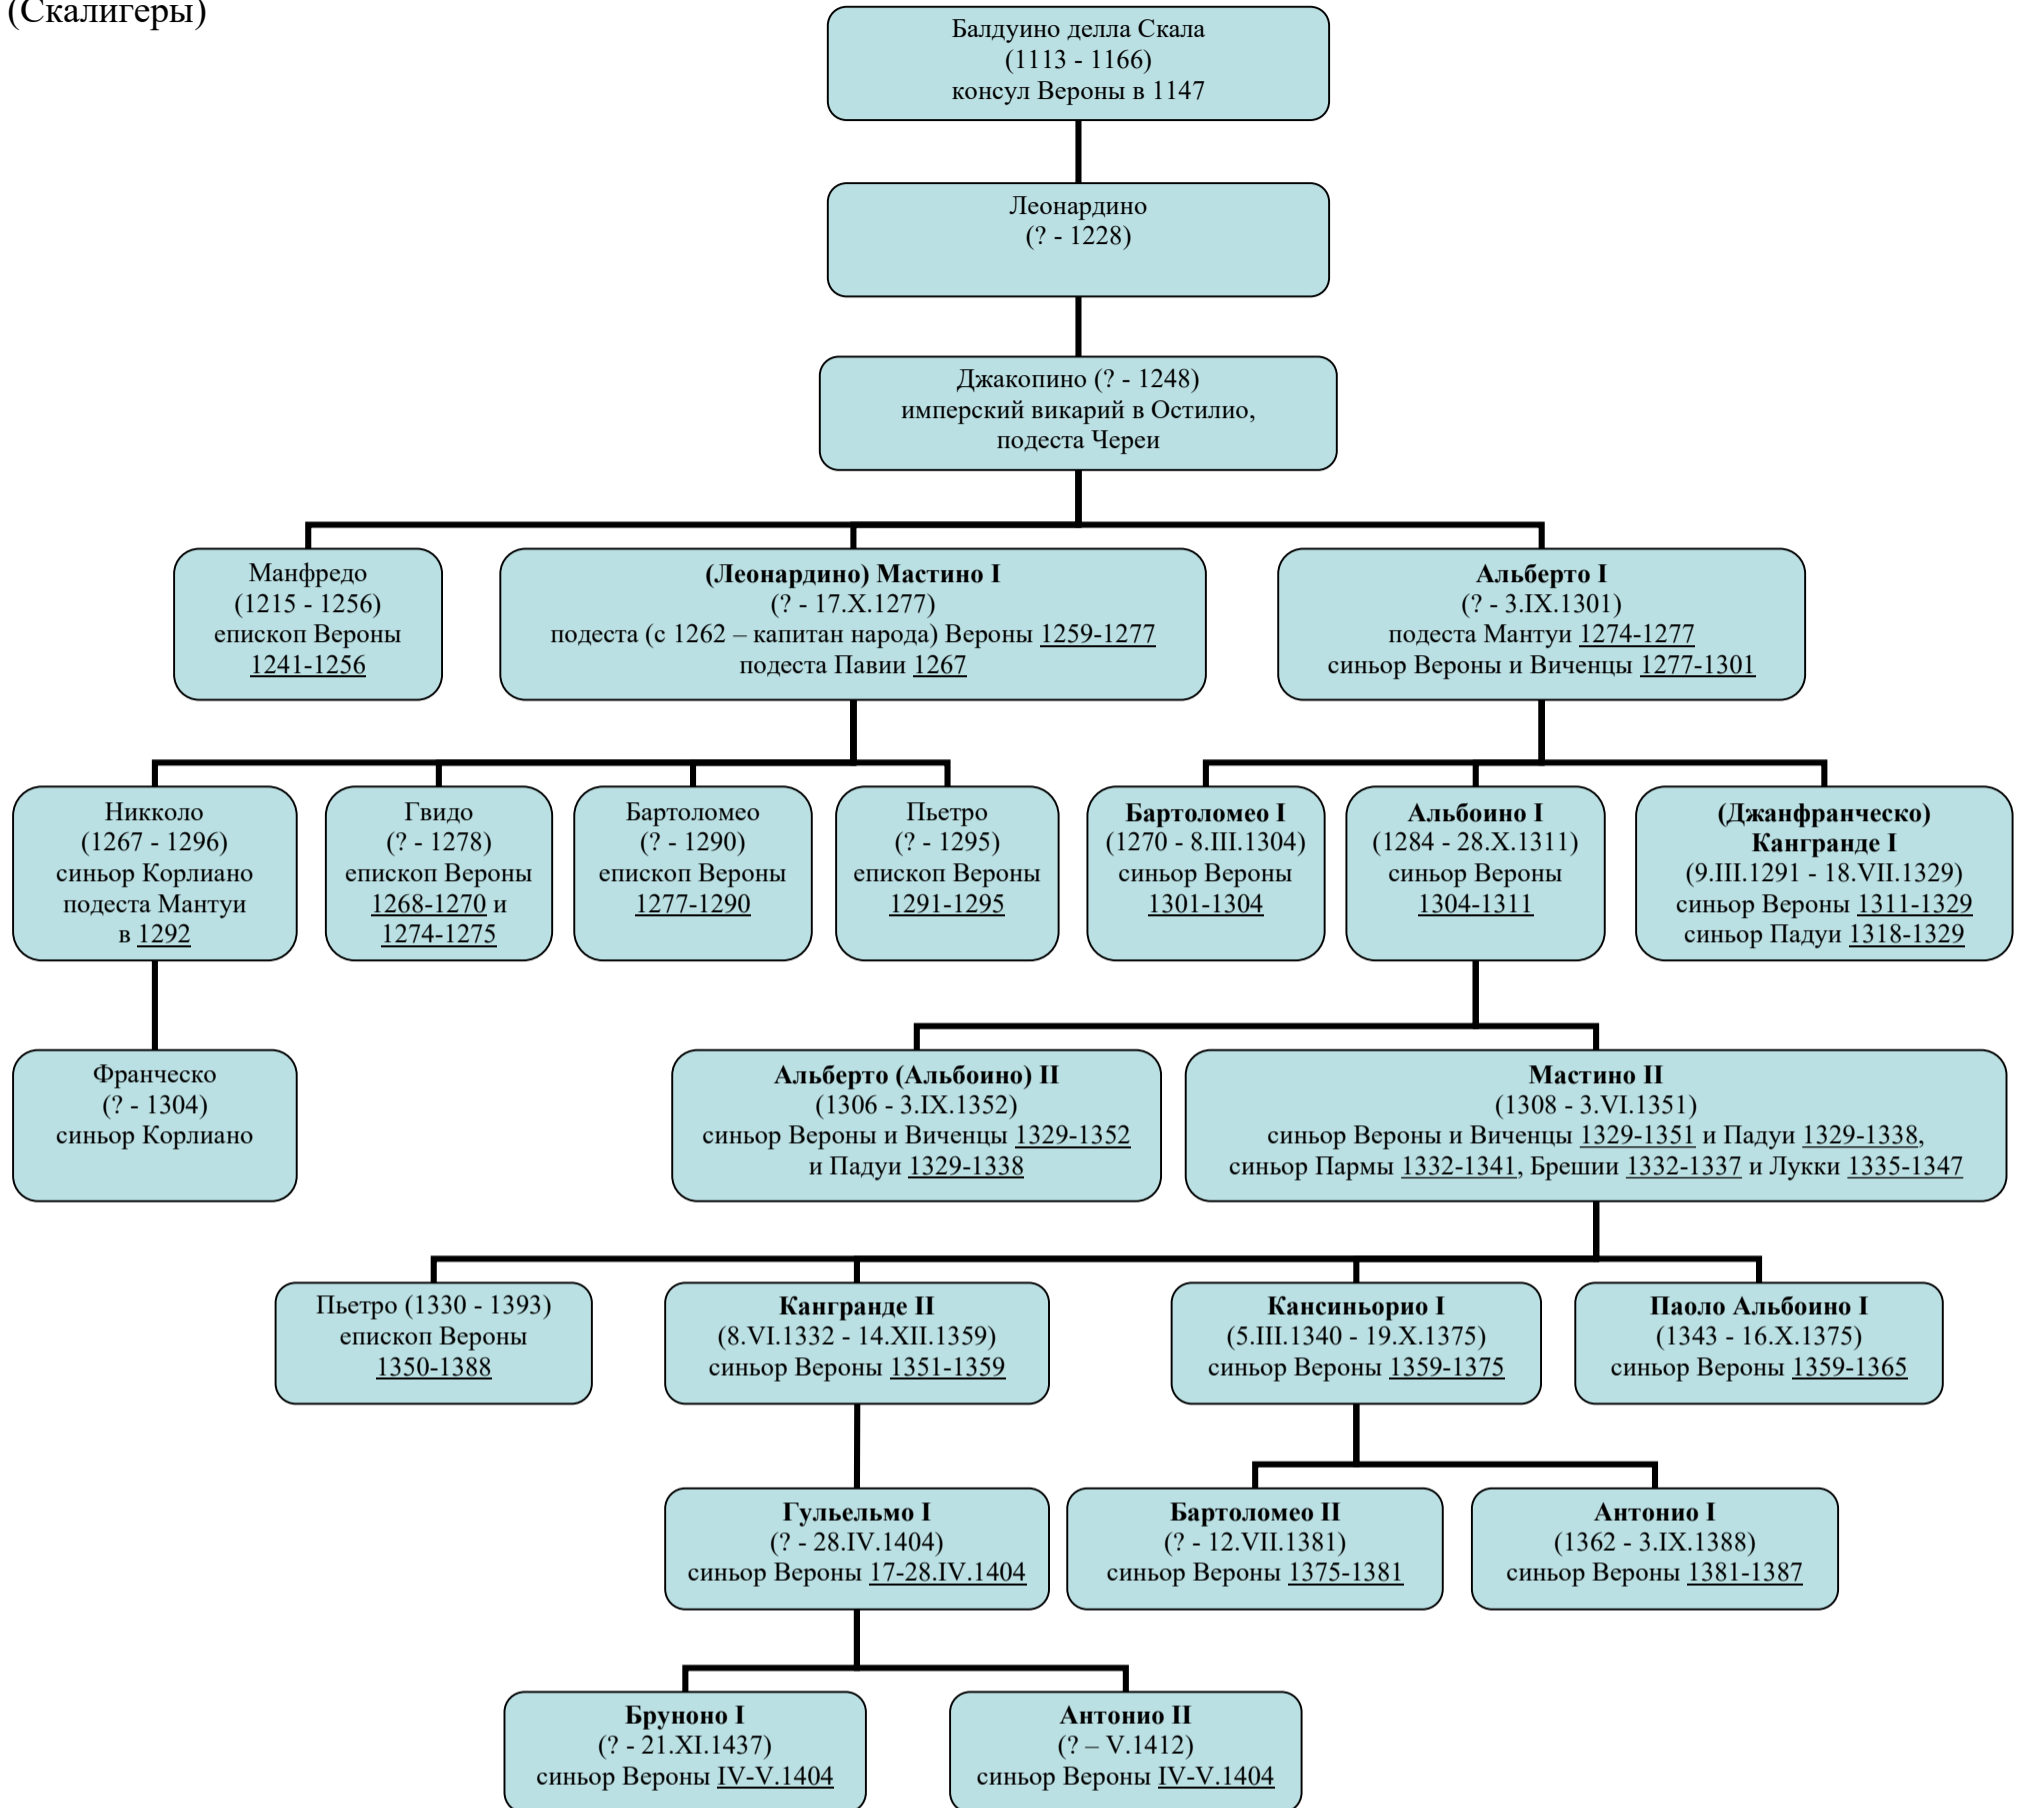 (Скалигеры)
Балдуино делла Скала
(1113 - 1166)
консул Вероны в 1147
Леонардино
(? - 1228)
Джакопино (? - 1248)
имперский викарий в Остилио,
подеста Череи
Манфредо
(1215 - 1256)
епископ Вероны
1241-1256
(Леонардино) Мастино I
(? - 17.X.1277)
подеста (с 1262 – капитан народа) Вероны 1259-1277
подеста Павии 1267
Альберто I
(? - 3.IX.1301)
подеста Мантуи 1274-1277
синьор Вероны и Виченцы 1277-1301
Никколо
(1267 - 1296)
синьор Корлиано
подеста Мантуи
в 1292
Гвидо
(? - 1278)
епископ Вероны
1268-1270 и
1274-1275
Бартоломео
(? - 1290)
епископ Вероны
1277-1290
Пьетро
(? - 1295)
епископ Вероны
1291-1295
Бартоломео I
(1270 - 8.III.1304)
синьор Вероны
1301-1304
Альбоино I
(1284 - 28.X.1311)
синьор Вероны
1304-1311
(Джанфранческо)
Кангранде I
(9.III.1291 - 18.VII.1329)
синьор Вероны 1311-1329
синьор Падуи 1318-1329
Франческо
(? - 1304)
синьор Корлиано
Альберто (Альбоино) II
(1306 - 3.IX.1352)
синьор Вероны и Виченцы 1329-1352
и Падуи 1329-1338
Мастино II
(1308 - 3.VI.1351)
синьор Вероны и Виченцы 1329-1351 и Падуи 1329-1338,
синьор Пармы 1332-1341, Брешии 1332-1337 и Лукки 1335-1347
Пьетро (1330 - 1393)
епископ Вероны
1350-1388
Кангранде II
(8.VI.1332 - 14.XII.1359)
синьор Вероны 1351-1359
Кансиньорио I
(5.III.1340 - 19.X.1375)
синьор Вероны 1359-1375
Паоло Альбоино I
(1343 - 16.X.1375)
синьор Вероны 1359-1365
Гульельмо I
(? - 28.IV.1404)
синьор Вероны 17-28.IV.1404
Бартоломео II
(? - 12.VII.1381)
синьор Вероны 1375-1381
Антонио I
(1362 - 3.IX.1388)
синьор Вероны 1381-1387
Бруноно I
(? - 21.XI.1437)
синьор Вероны IV-V.1404
Антонио II
(? – V.1412)
синьор Вероны IV-V.1404